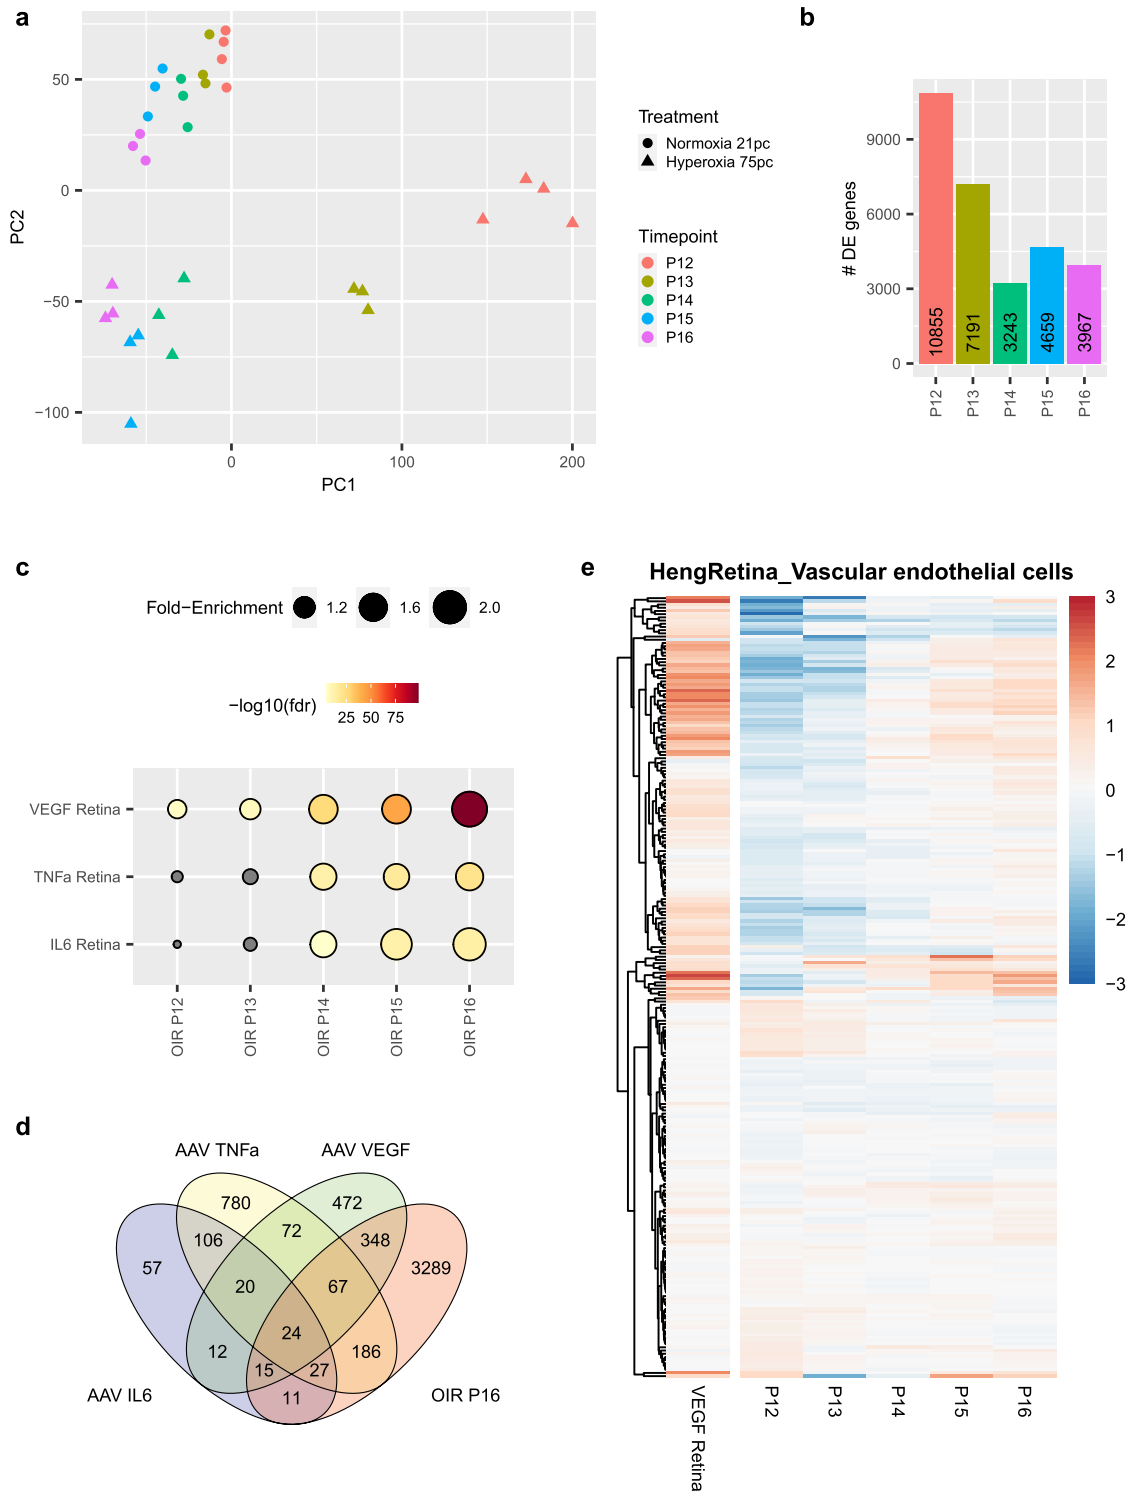 a
50
0
−50
−100
PC2
0
100
200
PC1
Treatment
Normoxia 21pc
Hyperoxia 75pc
Timepoint
P12
P13
P14
P15
P16
b
# DE genes
9000
6000
3000
0
10855
7191
3243
4659
3967
P12
P13
P14
P15
P16
c
Fold−Enrichment
1.2
1.6
2.0
−log10(fdr)
25 50 75
VEGF Retina
TNFa Retina
IL6 Retina
OIR P12
OIR P13
OIR P14
OIR P15
OIR P16
d
AAV TNFa
AAV VEGF
780
472
106
72
348
57
20
67
3289
24
12
186
15
27
11
AAV IL6
OIR P16
e
HengRetina_Vascular endothelial cells
3
2
1
0
−1
−2
−3
VEGF Retina
P12
P13
P14
P15
P16